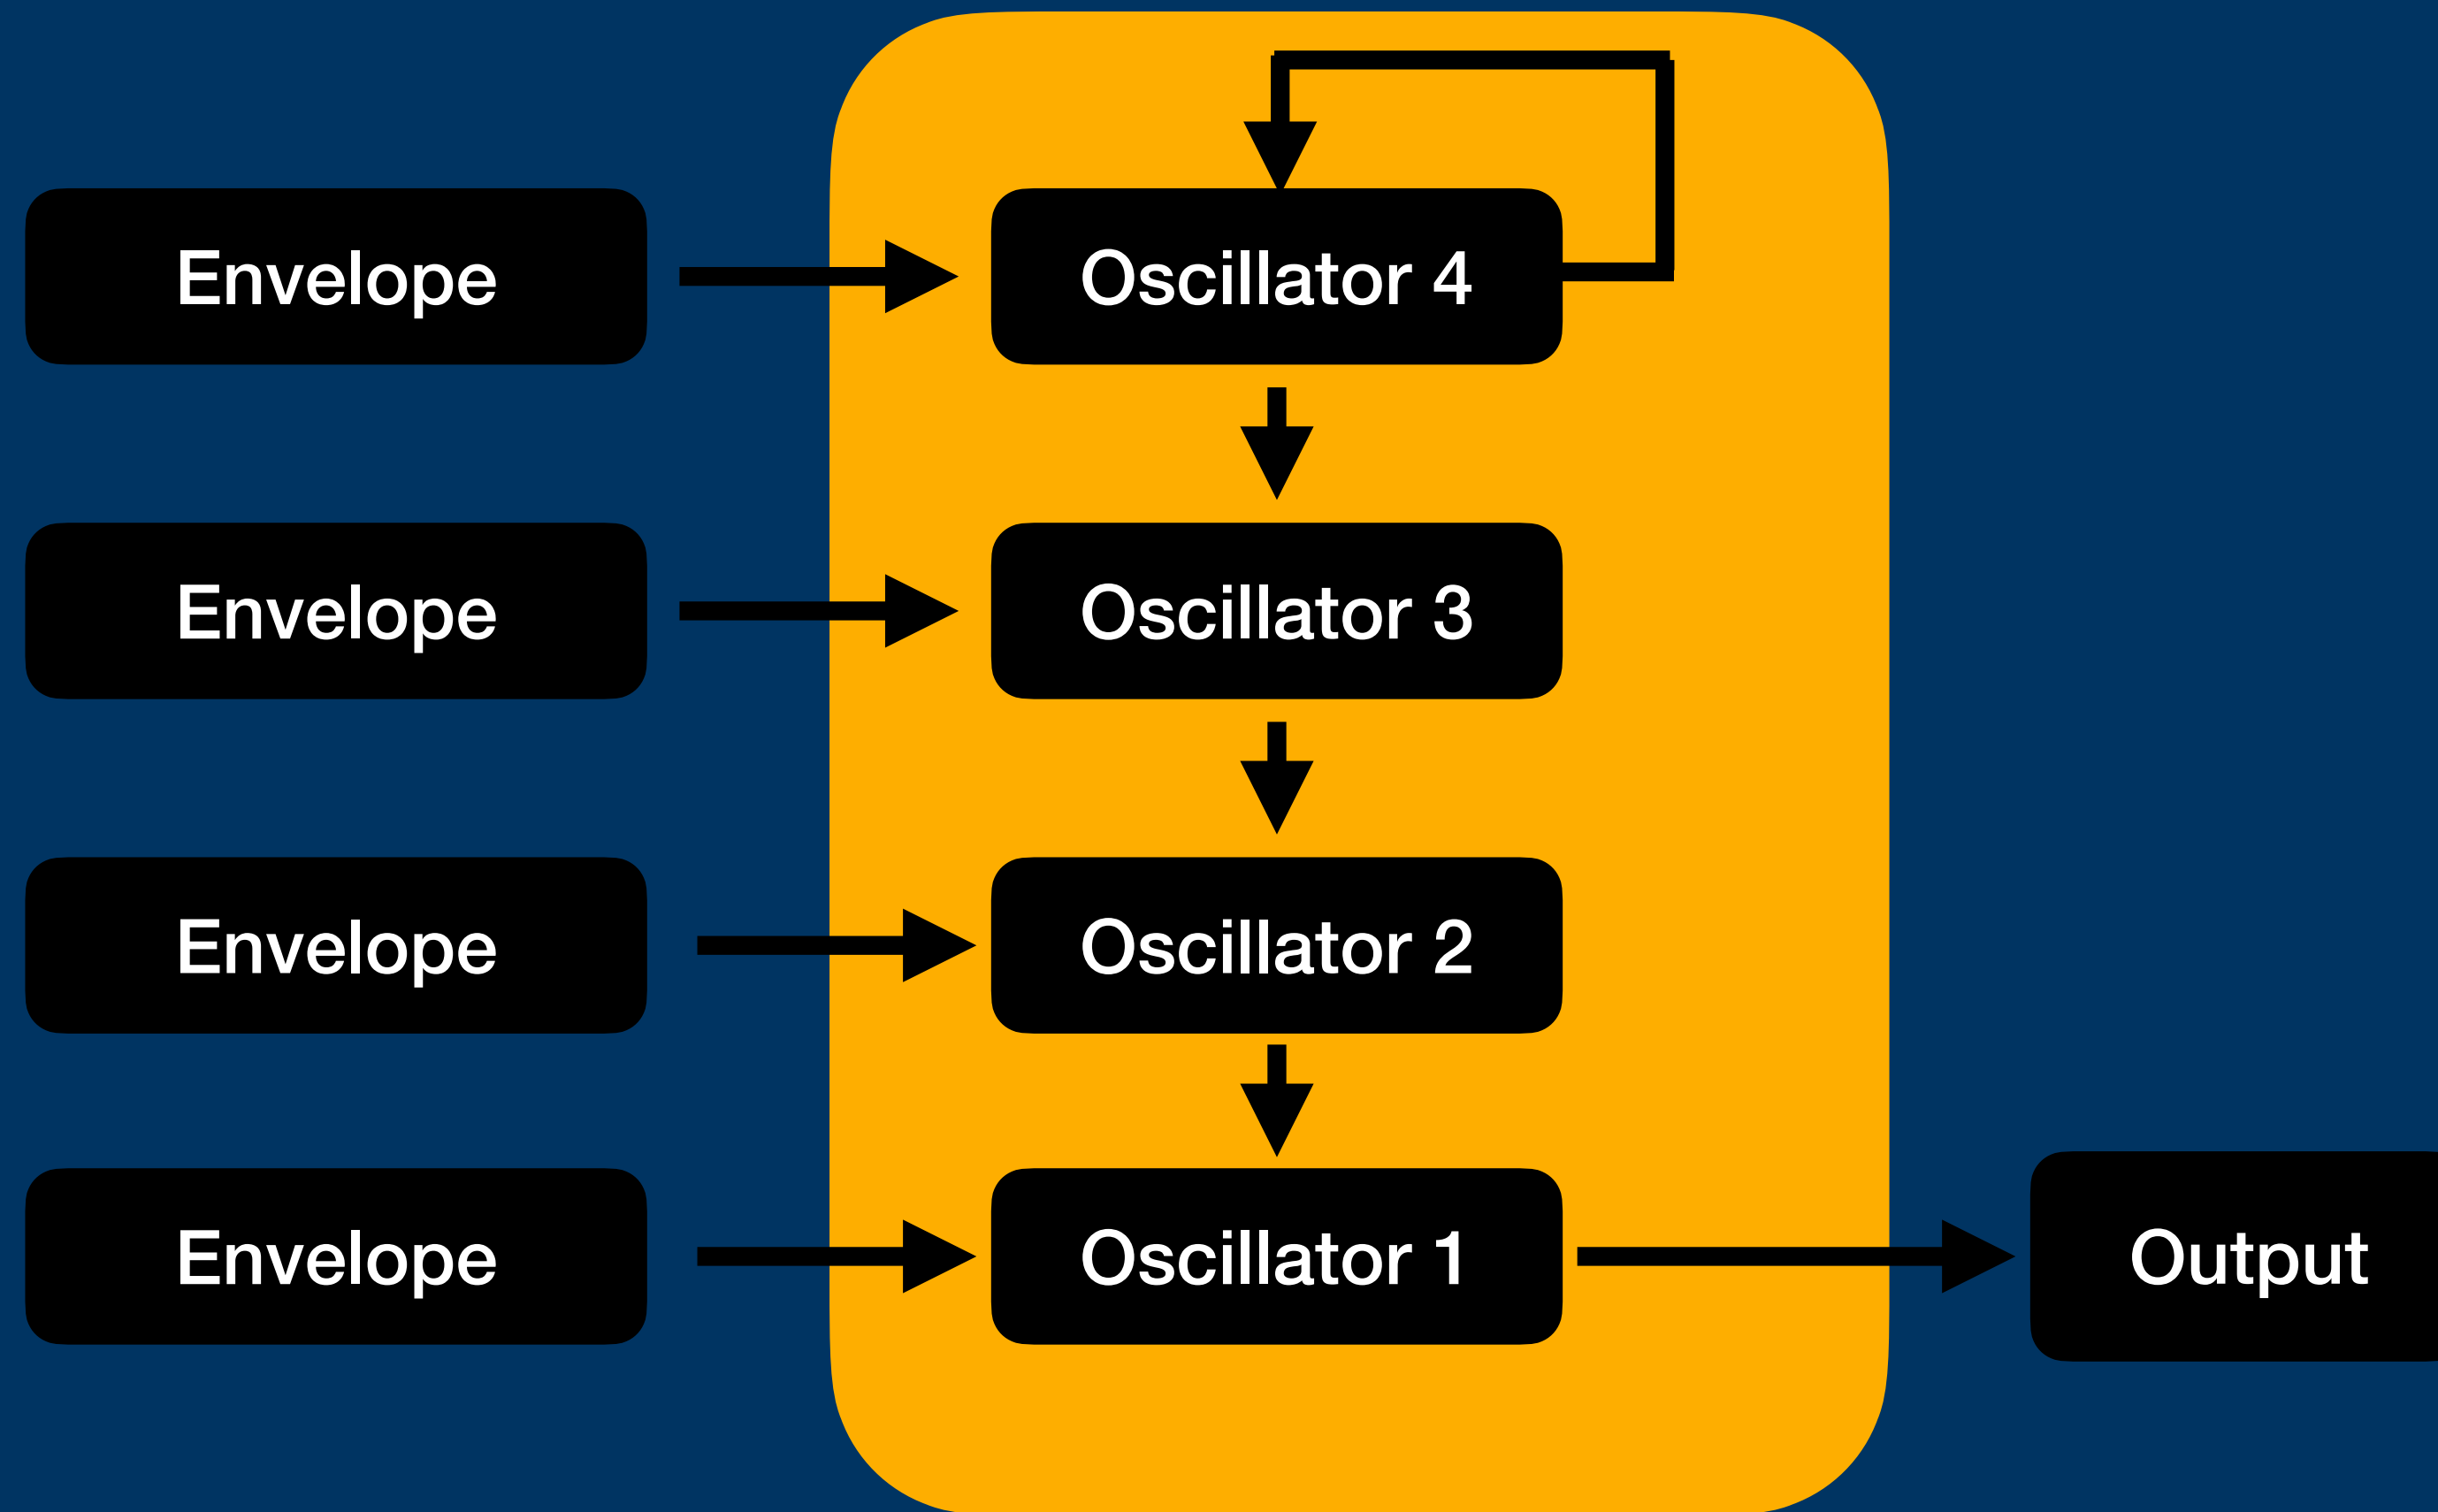 Envelope
Oscillator 4
Envelope
Oscillator 3
Envelope
Oscillator 2
Envelope
Oscillator 1
Output